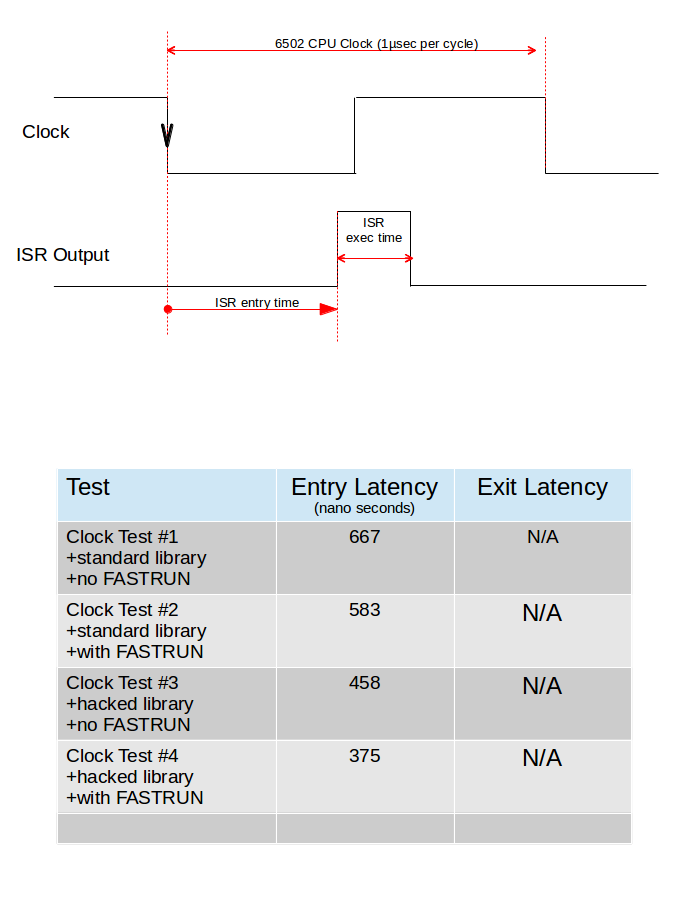 6502 CPU Clock (1µsec per cycle)
Clock
ISR
exec time
ISR Output
ISR entry time
Test Entry Latency Exit Latency
(nano seconds)
Clock Test #1 667 N/A
+standard library
+no FASTRUN
Clock Test #2 583 N/A
+standard library
+with FASTRUN
Clock Test #3 458 N/A
+hacked library
+no FASTRUN
Clock Test #4 375 N/A
+hacked library
+with FASTRUN